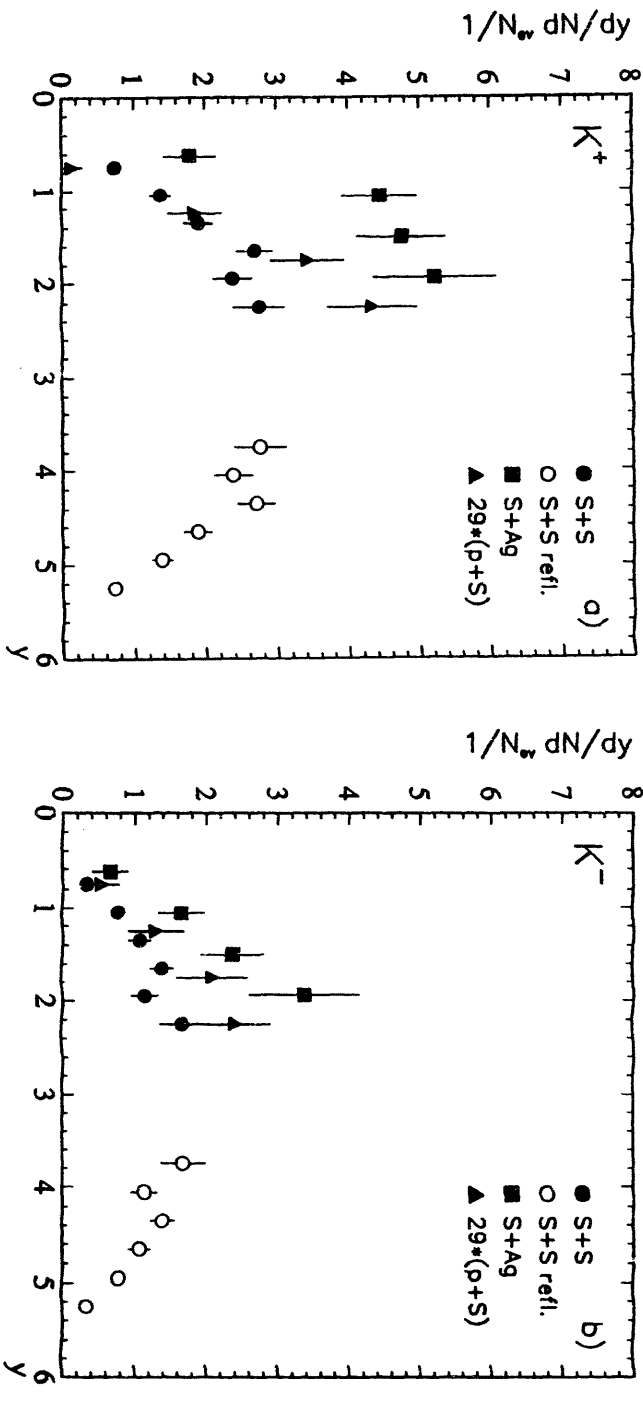 1/Nev dN/dy
8
7
6
5
4
3
2
1
0
K+
a)
● S+S
○ S+S refl.
■ S+Ag
▲ 29*(p+S)
0
1
2
3
4
5
6
y
1/Nev dN/dy
8
7
6
5
4
3
2
1
0
K−
b)
● S+S
○ S+S refl.
■ S+Ag
▲ 29*(p+S)
0
1
2
3
4
5
6
y